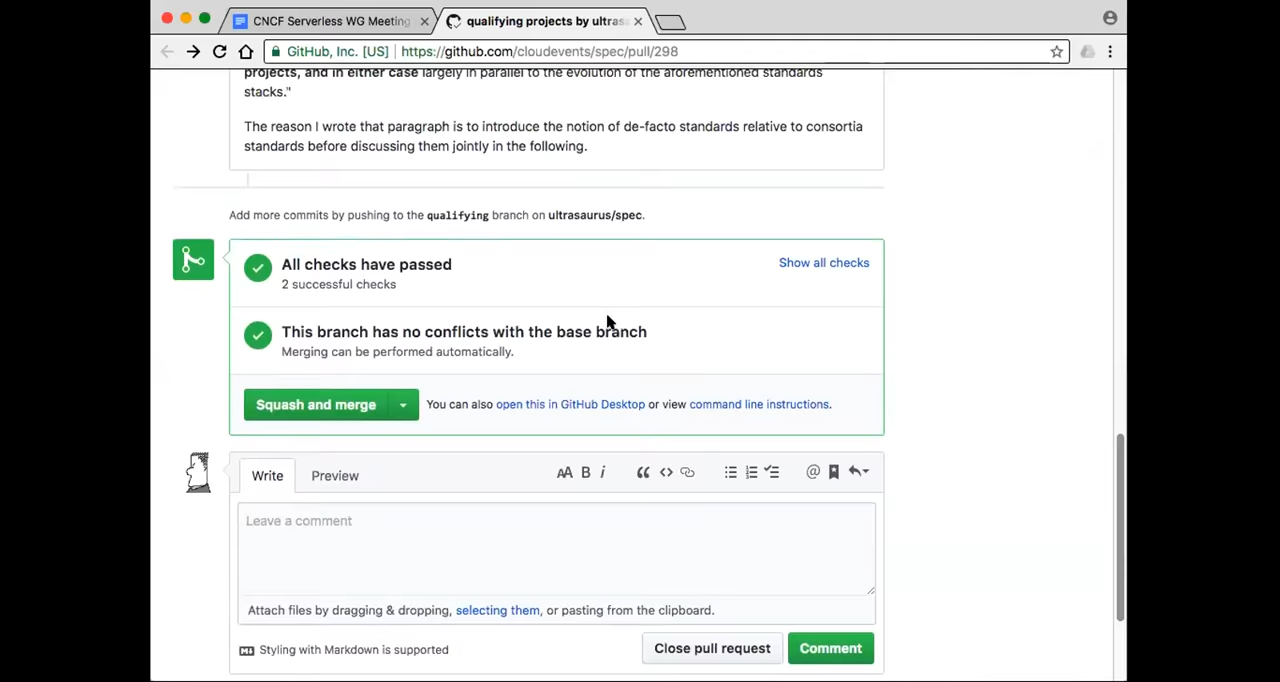 CNCF Serverless WG Meeting
qualifying projects by ultras
GitHub, Inc. [US]
https://github.com/cloudevents/spec/pull/298
projects, and in either case largely in parallel to the evolution of the aforementioned standards
stacks."
The reason I wrote that paragraph is to introduce the notion of de-facto standards relative to consortia
standards before discussing them jointly in the following.
Add more commits by pushing to the qualifying branch on ultrasaurus/spec.
All checks have passed
Show all checks
2 successful checks
This branch has no conflicts with the base branch
Merging can be performed automatically.
Squash and merge
You can also open this in GitHub Desktop or view command line instructions.
Write
Preview
AA B i
Leave a comment
Attach files by dragging & dropping, selecting them, or pasting from the clipboard.
Styling with Markdown is supported
Close pull request
Comment